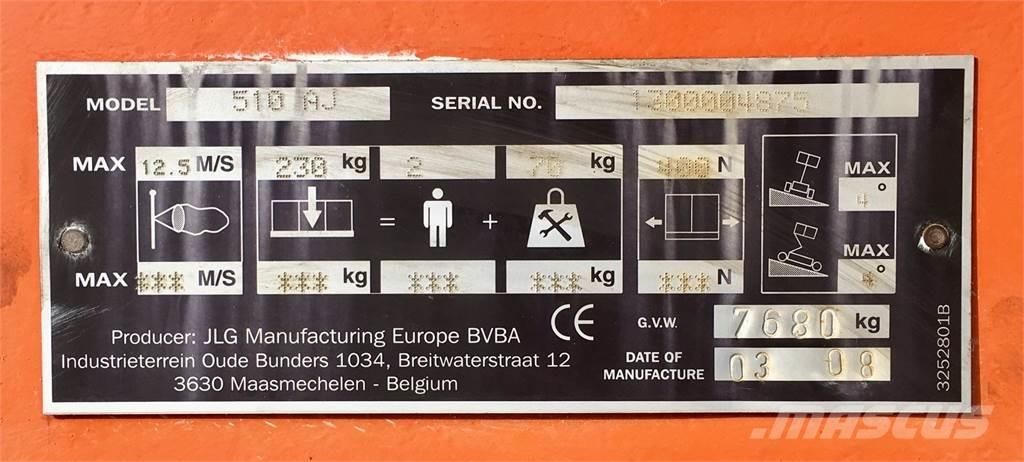 MODEL 510 AJ SERIAL NO. 1300004875
MAX 12.5 M/S 230 kg 2 70 kg 400 N MAX 4°
= +
MAX *** M/S *** kg *** *** kg *** N MAX 4°
Producer: JLG Manufacturing Europe BVBA
Industrieterrein Oude Bunders 1034, Breitwaterstraat 12
3630 Maasmechelen - Belgium
CE
G.V.W. 7680 kg
DATE OF MANUFACTURE 03 08
3252801B
MASCUS